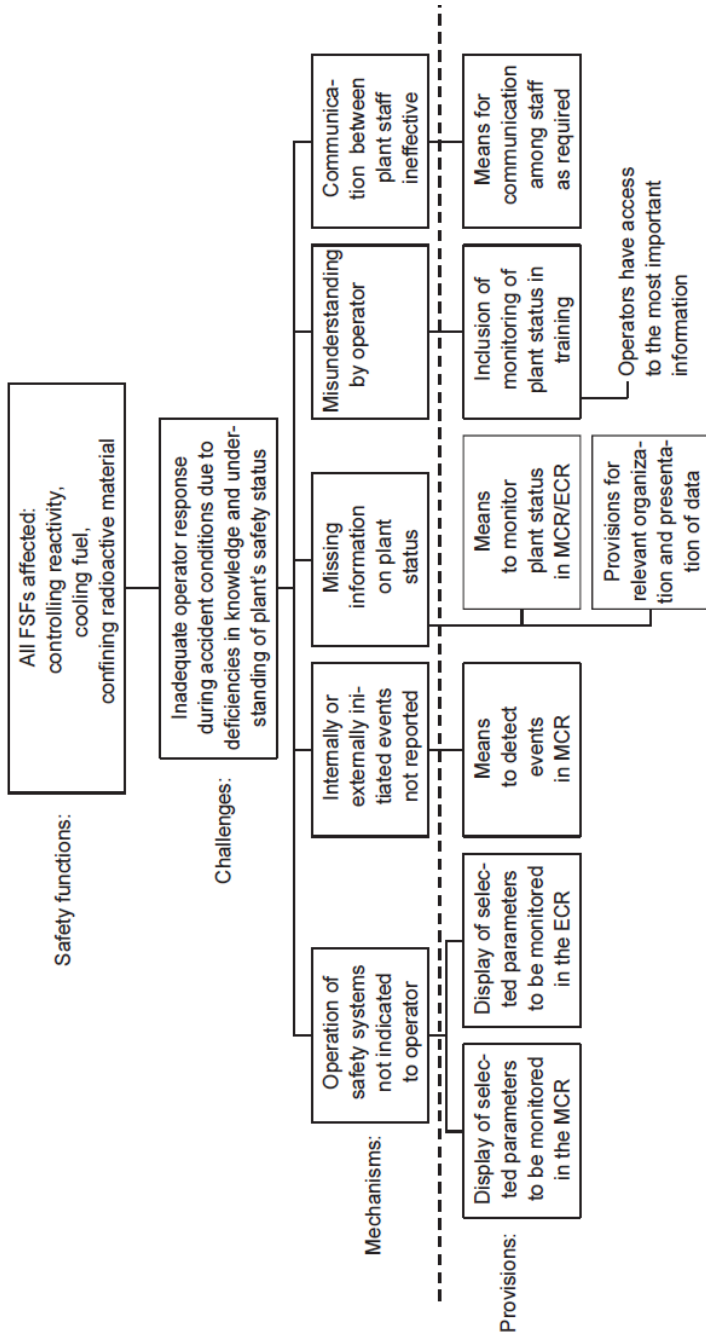 Safety functions:
All FSFs affected:
controlling reactivity,
cooling fuel,
confining radioactive material
Challenges:
Inadequate operator response
during accident conditions due to
deficiencies in knowledge and under-
standing of plant's safety status
Mechanisms:
Operation of
safety systems
not indicated
to operator
Internally or
externally ini-
tiated events
not reported
Missing
information
on plant
status
Misunderstanding
by operator
Communica-
tion between
plant staff
ineffective
Provisions:
Display of selec-
ted parameters
to be monitored
in the MCR
Display of selec-
ted parameters
to be monitored
in the ECR
Means
to detect
events
in MCR
Means
to monitor
plant status
in MCR/ECR
Provisions for
relevant organiza-
tion and presenta-
tion of data
Inclusion of
monitoring of
plant status in
training
Operators have access
to the most important
information
Means for
communication
among staff
as required